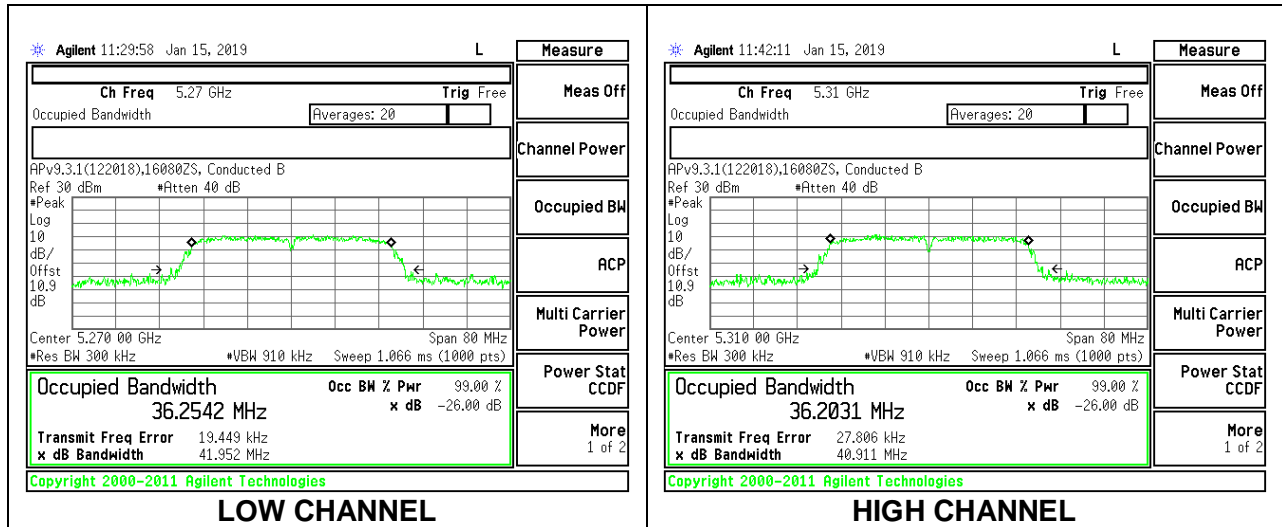 Agilent 11:29:58 Jan 15, 2019 L
Measure
Ch Freq 5.27 GHz Trig Free
Occupied Bandwidth Averages: 20
APv9.3.1(122018),16080ZS, Conducted B
Ref 30 dBm #Atten 40 dB
#Peak
Log
10
dB/
Offst
10.9
dB
Center 5.270 00 GHz Span 80 MHz
#Res BW 300 kHz #VBW 910 kHz Sweep 1.066 ms (1000 pts)
Occupied Bandwidth Occ BW % Pwr 99.00 %
36.2542 MHz x dB -26.00 dB
Transmit Freq Error 19.449 kHz
x dB Bandwidth 41.952 MHz
Copyright 2000-2011 Agilent Technologies
Meas Off
Channel Power
Occupied BW
ACP
Multi Carrier
Power
Power Stat
CCDF
More
1 of 2
LOW CHANNEL
Agilent 11:42:11 Jan 15, 2019 L
Measure
Ch Freq 5.31 GHz Trig Free
Occupied Bandwidth Averages: 20
APv9.3.1(122018),16080ZS, Conducted B
Ref 30 dBm #Atten 40 dB
#Peak
Log
10
dB/
Offst
10.9
dB
Center 5.310 00 GHz Span 80 MHz
#Res BW 300 kHz #VBW 910 kHz Sweep 1.066 ms (1000 pts)
Occupied Bandwidth Occ BW % Pwr 99.00 %
36.2031 MHz x dB -26.00 dB
Transmit Freq Error 27.806 kHz
x dB Bandwidth 40.911 MHz
Copyright 2000-2011 Agilent Technologies
Meas Off
Channel Power
Occupied BW
ACP
Multi Carrier
Power
Power Stat
CCDF
More
1 of 2
HIGH CHANNEL